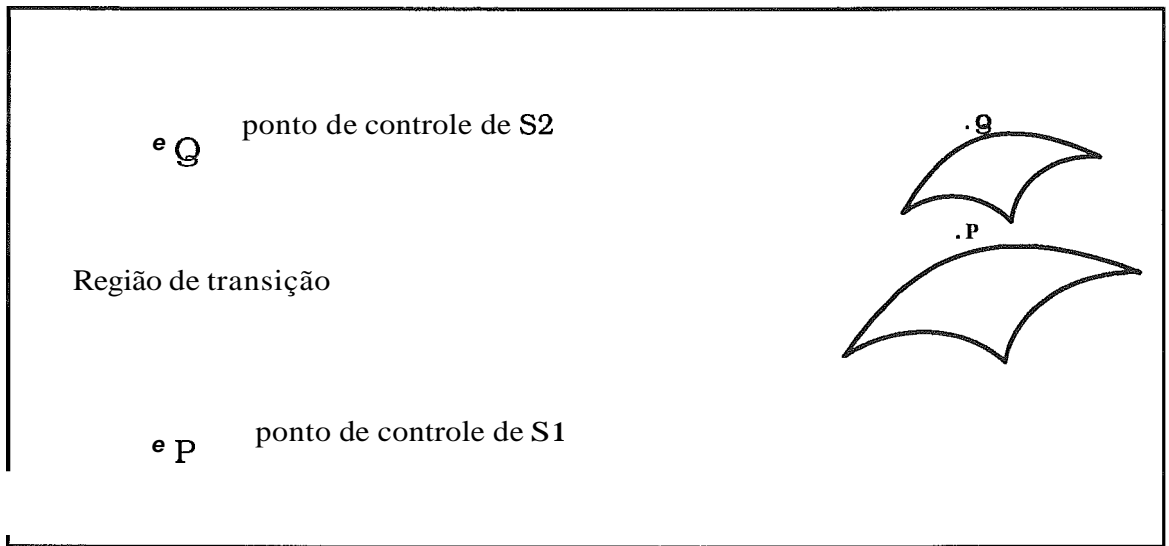 ponto de controle de S2
e Q
. Q
. P
Região de transição
ponto de controle de S1
e P